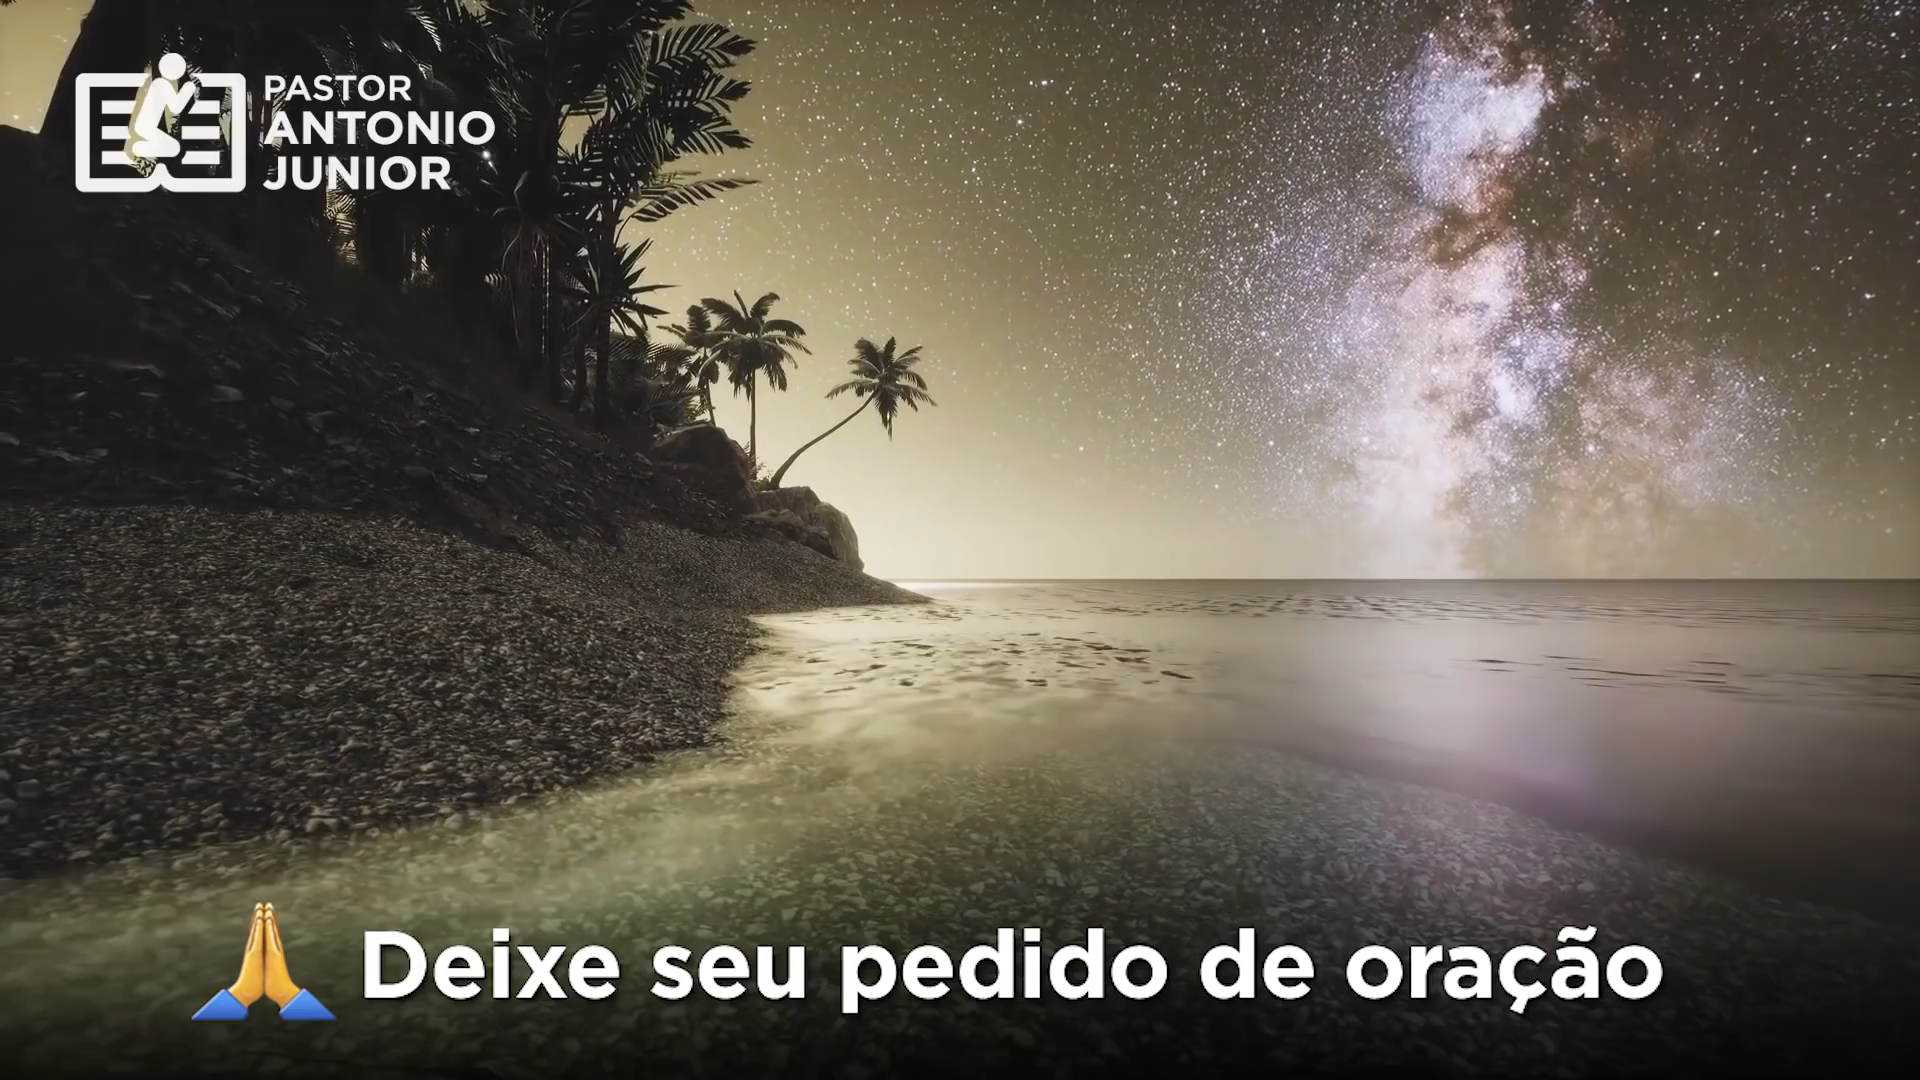 PASTOR
ANTONIO
JUNIOR
🙏 Deixe seu pedido de oração